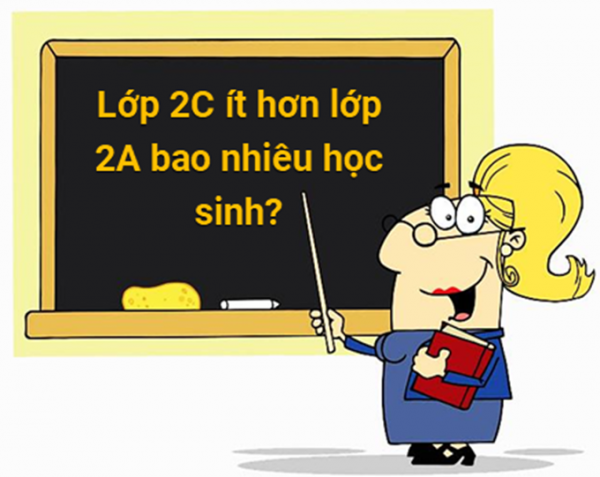 Lớp 2C ít hơn lớp
2A bao nhiêu học
sinh?